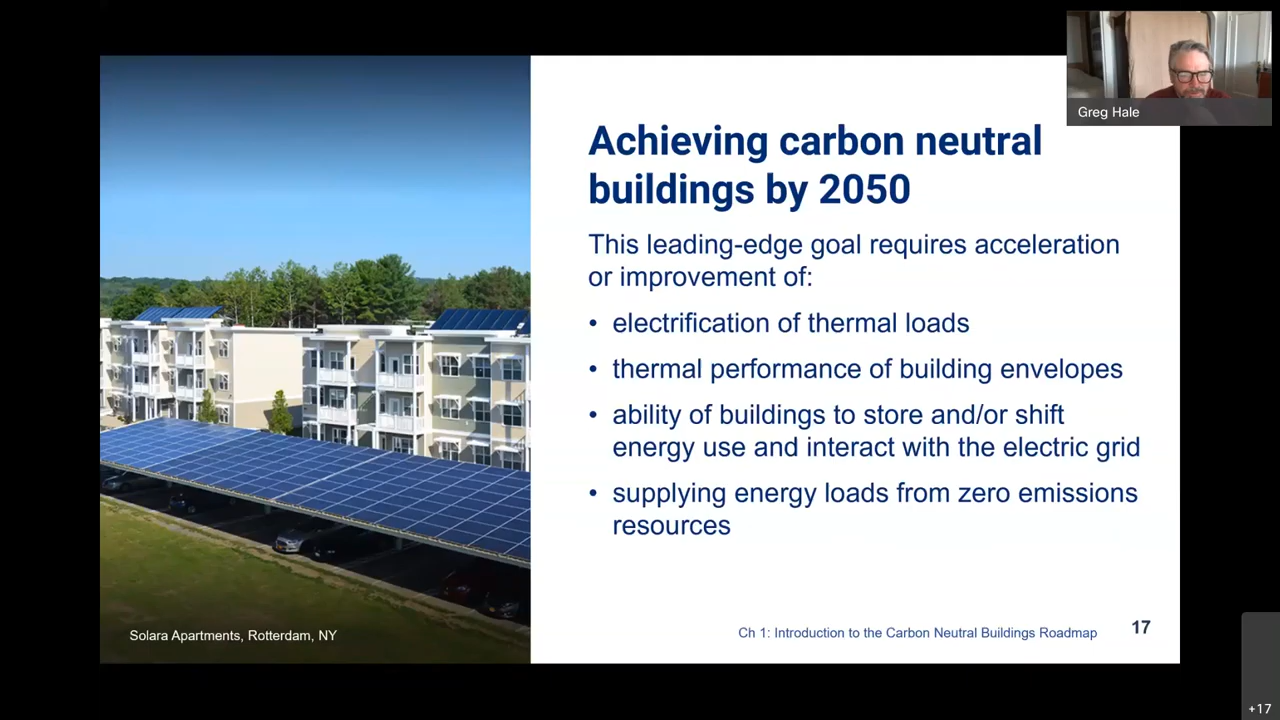 Greg Hale
Achieving carbon neutral
buildings by 2050
This leading-edge goal requires acceleration
or improvement of:
• electrification of thermal loads
• thermal performance of building envelopes
• ability of buildings to store and/or shift
energy use and interact with the electric grid
• supplying energy loads from zero emissions
resources
Solara Apartments, Rotterdam, NY
Ch 1: Introduction to the Carbon Neutral Buildings Roadmap 17
+17